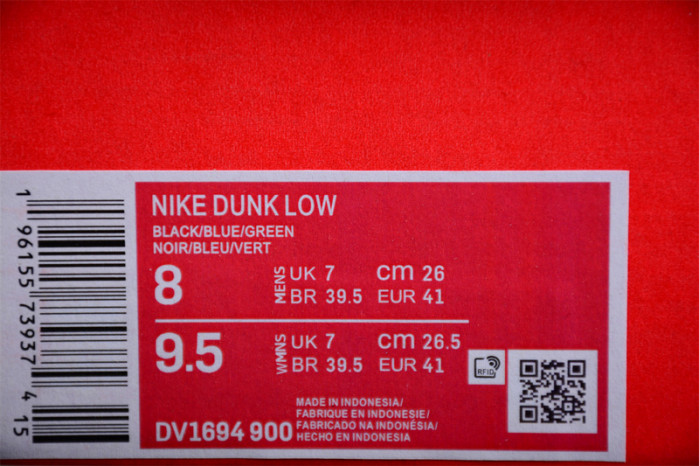 NIKE DUNK LOW
BLACK/BLUE/GREEN
NOIR/BLEU/VERT
8 MENS UK 7 cm 26
BR 39.5 EUR 41
9.5 WMNS UK 7 cm 26.5
BR 39.5 EUR 41
RFID
MADE IN INDONESIA/
FABRIQUE EN INDONESIE/
FABRICADO NA INDONÉSIA/
DV1694 900 HECHO EN INDONESIA
1 96155 73937 4 15